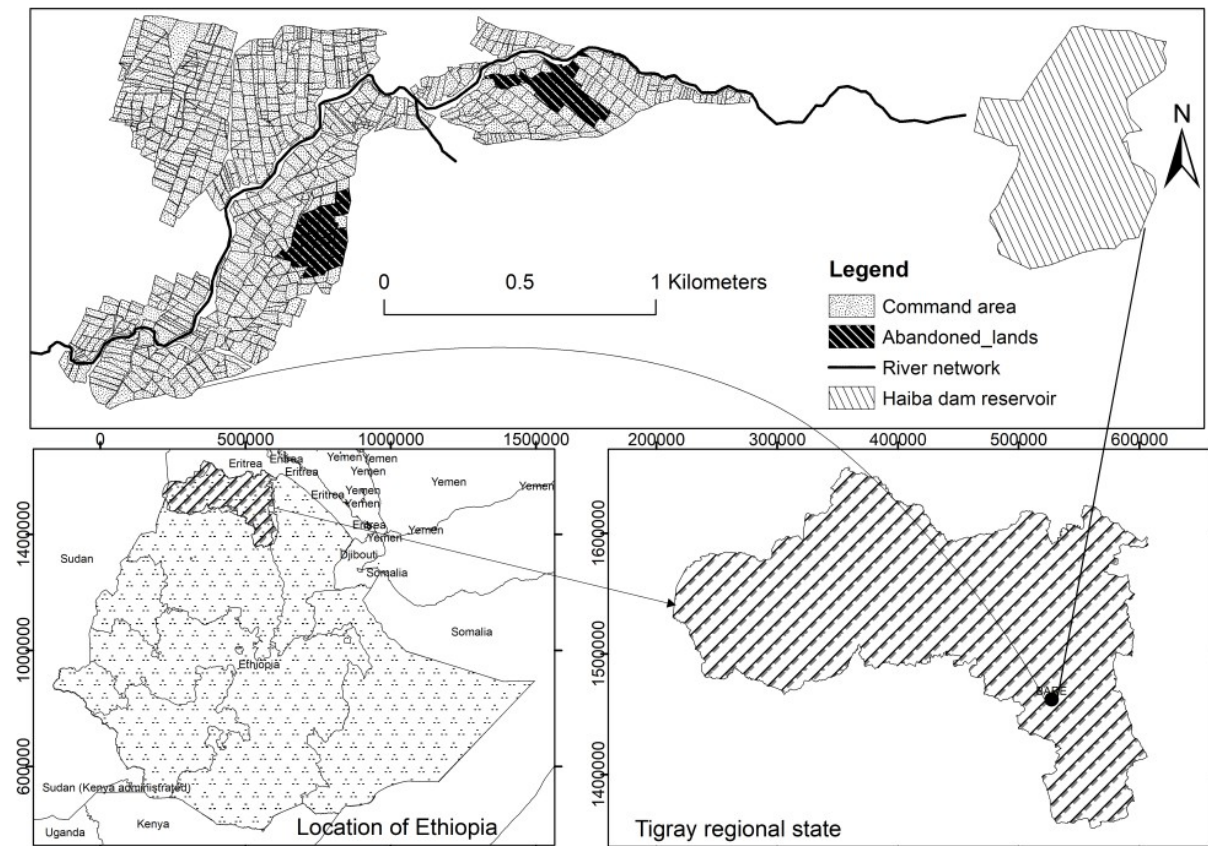 N
0 0.5 1 Kilometers
Legend
Command area
Abandoned_lands
River network
Haiba dam reservoir
0 500000 1000000 1500000
200000 300000 400000 500000 600000
1400000
1000000
600000
Eritrea
Eritrea
Yemen
Yemen
Eritrea
Yemen
Yemen
Yemen
Eritrea
Yemen
Yemen
Sudan
Eritrea
Yemen
Yemen
Djibouti
Somalia
Somalia
Ethiopia
Sudan (Kenya administrated)
Uganda
Kenya
Location of Ethiopia
1600000
1500000
1400000
Tigray regional state